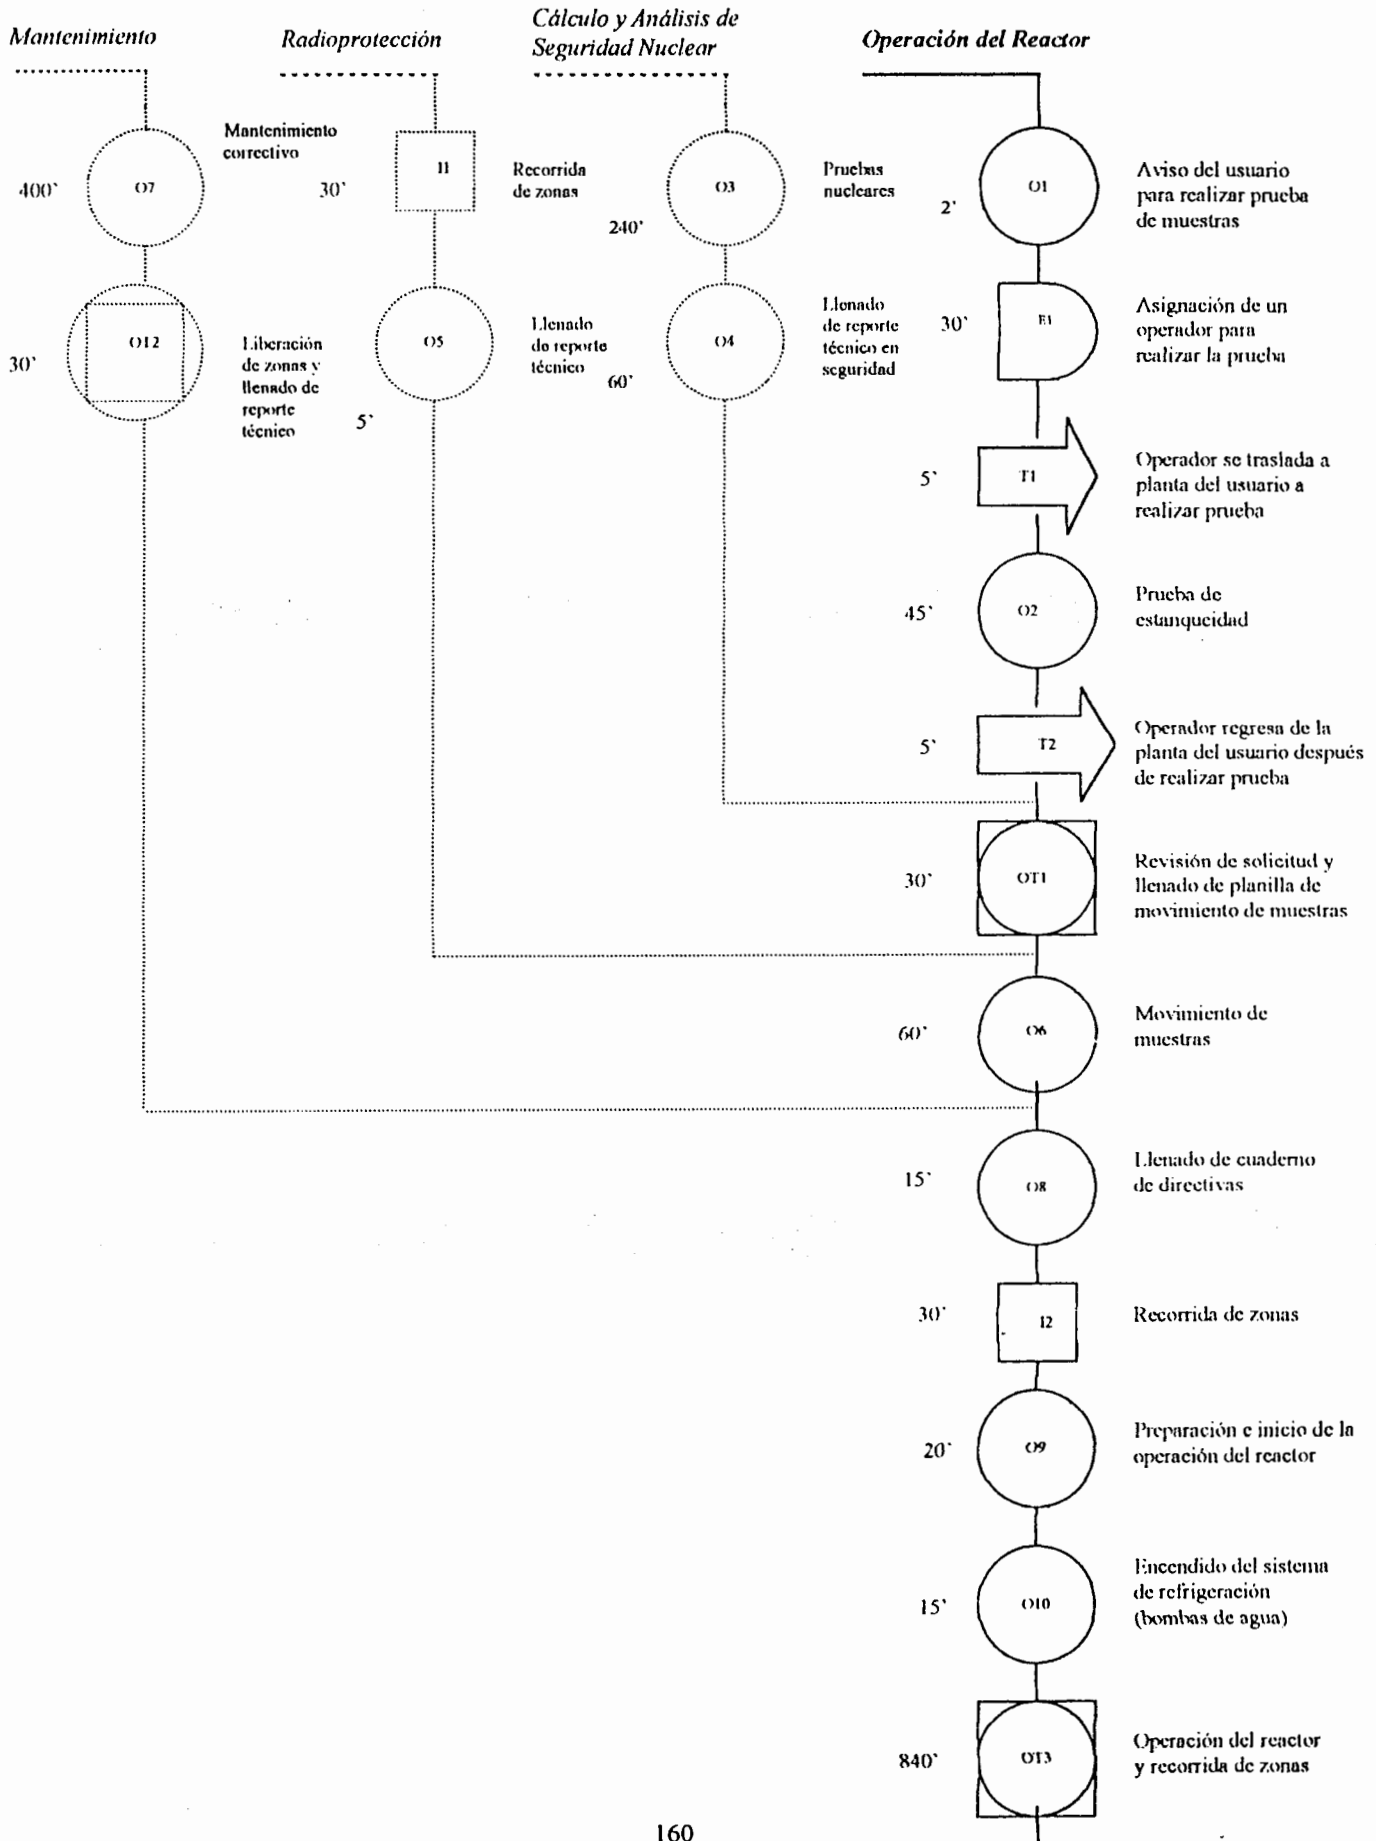 Mantenimiento
Radioprotección
Cálculo y Análisis de
Seguridad Nuclear
Operación del Reactor
400'
O7
Mantenimiento
correctivo
30'
I1
Recorrida
de zonas
240'
O3
Pruebas
nucleares
2'
O1
Aviso del usuario
para realizar prueba
de muestras
30'
O12
Liberación
de zonas y
llenado de
reporte
técnico
5'
O5
Llenado
do reporte
técnico
60'
O4
Llenado
de reporte
técnico en
seguridad
30'
E1
Asignación de un
operador para
realizar la prueba
5'
T1
Operador se traslada a
planta del usuario a
realizar prueba
45'
O2
Prueba de
estanqueidad
5'
T2
Operador regresa de la
planta del usuario después
de realizar prueba
30'
OT1
Revisión de solicitud y
llenado de planilla de
movimiento de muestras
60'
O6
Movimiento de
muestras
15'
O8
Llenado de cuaderno
de directivas
30'
I2
Recorrida de zonas
20'
O9
Preparación e inicio de la
operación del reactor
15'
O10
Encendido del sistema
de refrigeración
(bombas de agua)
840'
OT3
Operación del reactor
y recorrida de zonas
160